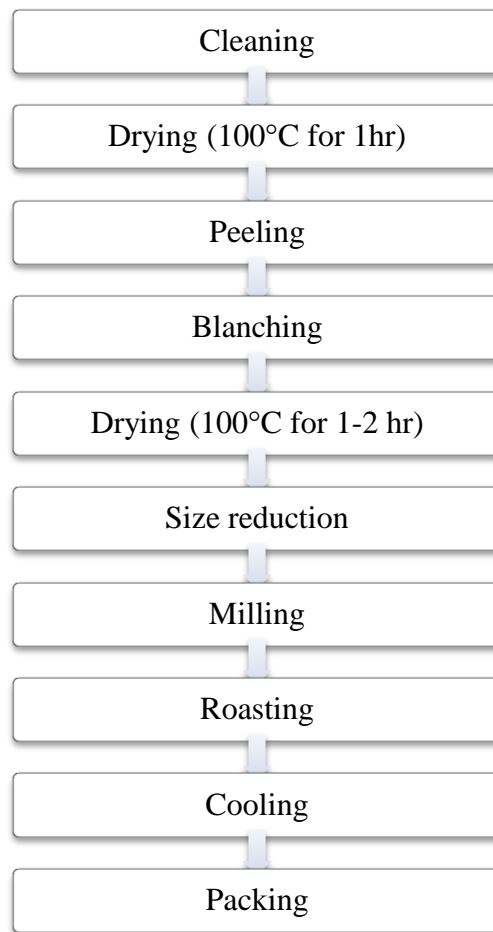 Cleaning
Drying (100°C for 1hr)
Peeling
Blanching
Drying (100°C for 1-2 hr)
Size reduction
Milling
Roasting
Cooling
Packing